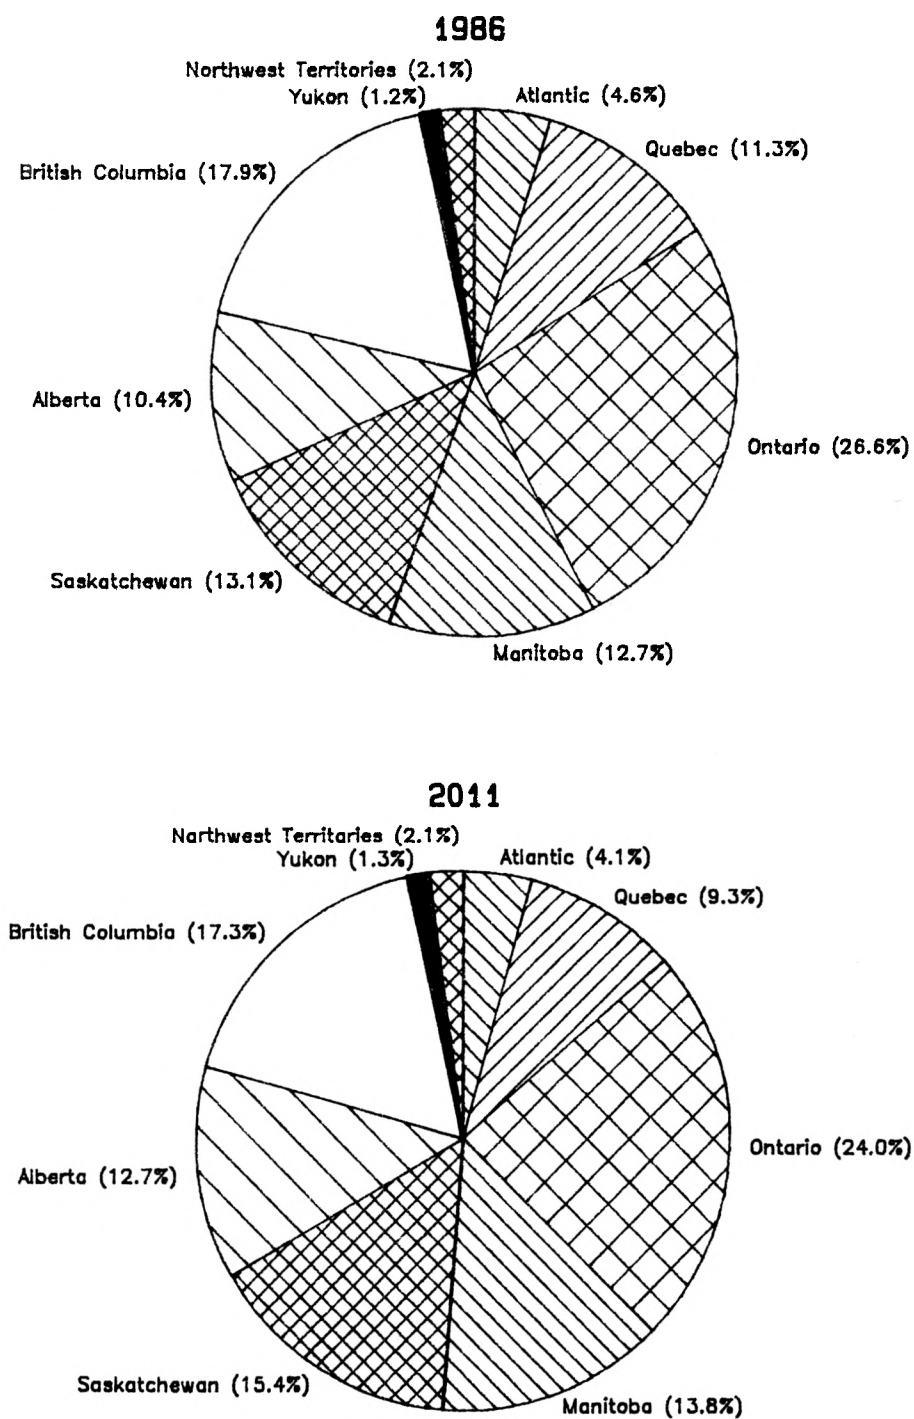 1986
Northwest Territories (2.1%)
Yukon (1.2%)
Atlantic (4.6%)
Quebec (11.3%)
British Columbia (17.9%)
Alberta (10.4%)
Ontario (26.6%)
Saskatchewan (13.1%)
Manitoba (12.7%)
2011
Narthwest Territaries (2.1%)
Yukon (1.3%)
Atlantic (4.1%)
Quebec (9.3%)
British Columbia (17.3%)
Ontario (24.0%)
Alberta (12.7%)
Saskatchewan (15.4%)
Manitoba (13.8%)